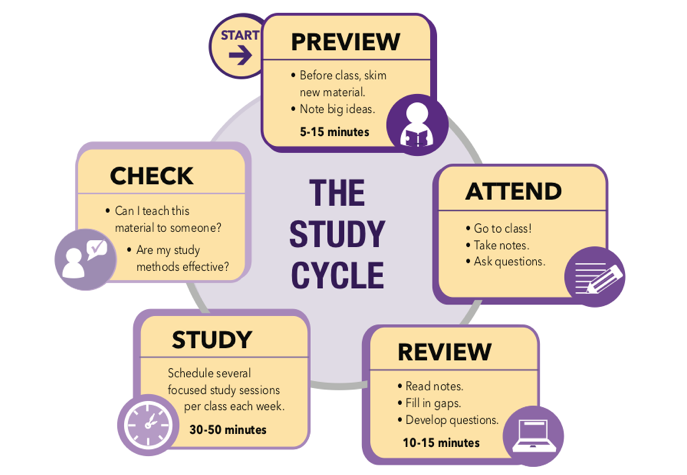 START
PREVIEW
• Before class, skim
new material.
• Note big ideas.
5-15 minutes
THE
STUDY
CYCLE
ATTEND
• Go to class!
• Take notes.
• Ask questions.
REVIEW
• Read notes.
• Fill in gaps.
• Develop questions.
10-15 minutes
STUDY
Schedule several
focused study sessions
per class each week.
30-50 minutes
CHECK
• Can I teach this
material to someone?
• Are my study
methods effective?